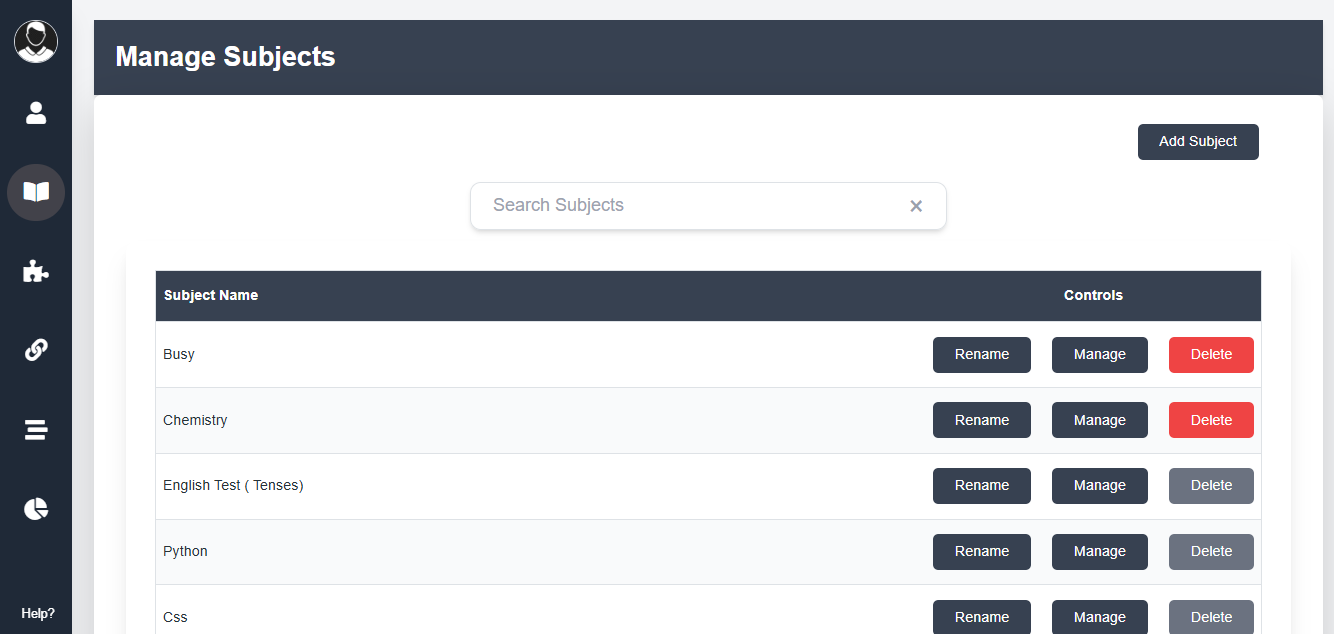 Manage Subjects
Add Subject
Search Subjects
Subject Name Controls
Busy Rename Manage Delete
Chemistry Rename Manage Delete
English Test ( Tenses) Rename Manage Delete
Python Rename Manage Delete
Css Rename Manage Delete
Help?